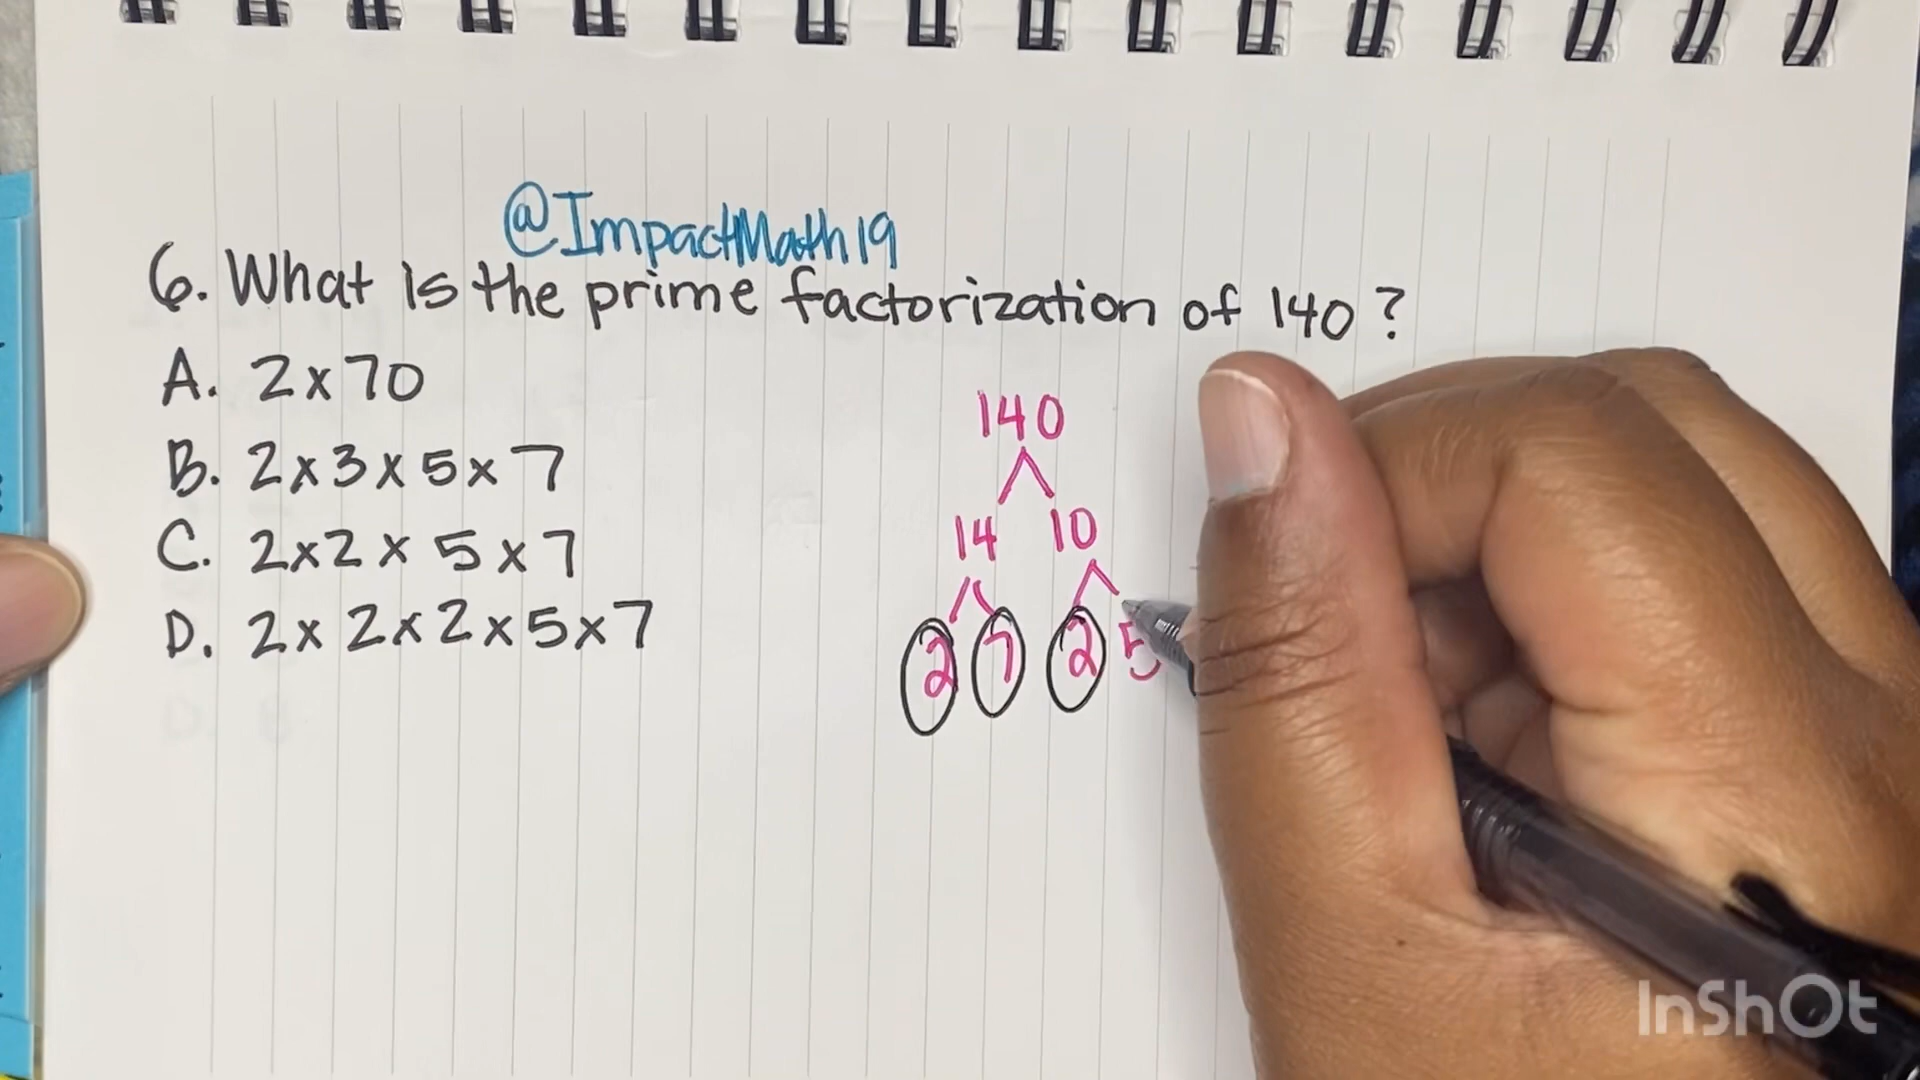 @ImpactMath19
6. What is the prime factorization of 140?
A. 2x70
B. 2x3x5x7
C. 2x2x5x7
D. 2x2x2x5x7
140
14 10
2 7 2 5
InShOt